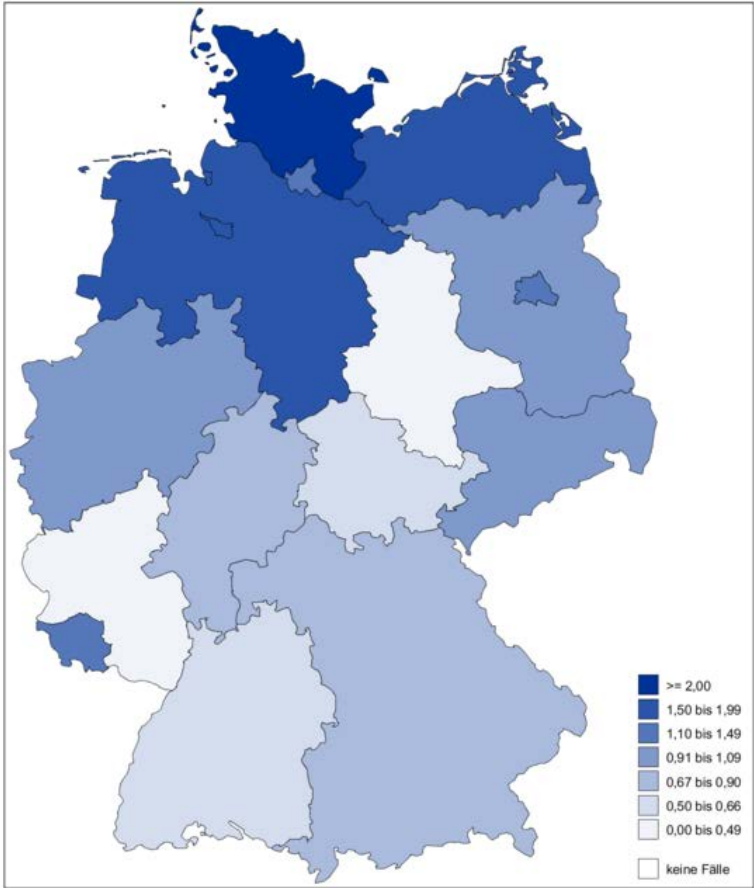 >= 2,00
1,50 bis 1,99
1,10 bis 1,49
0,91 bis 1,09
0,67 bis 0,90
0,50 bis 0,66
0,00 bis 0,49
keine Fälle